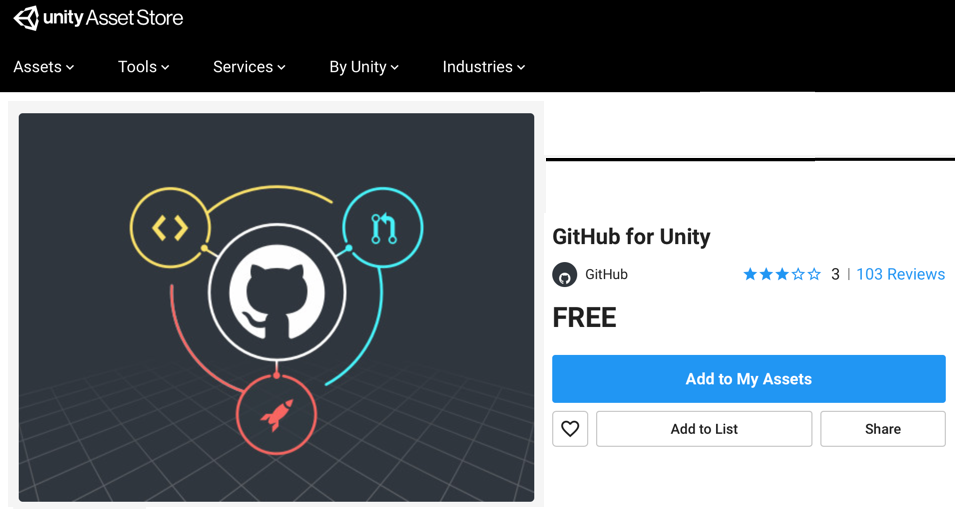 unity Asset Store
Assets Tools Services By Unity Industries
GitHub for Unity
GitHub 3 | 103 Reviews
FREE
Add to My Assets
Add to List Share